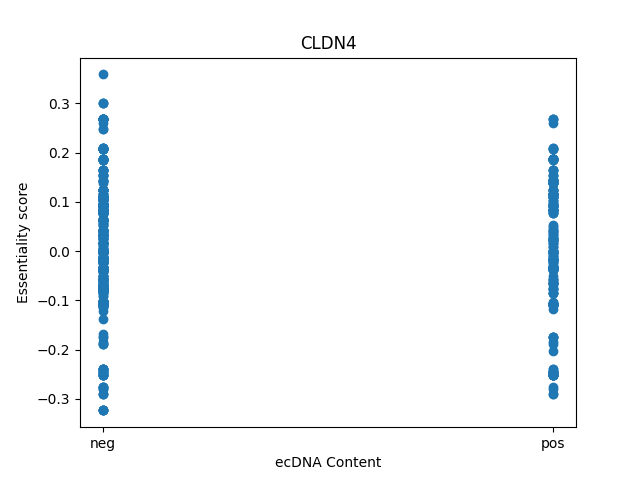 CLDN4
Essentiality score
0.3
0.2
0.1
0.0
−0.1
−0.2
−0.3
neg
pos
ecDNA Content